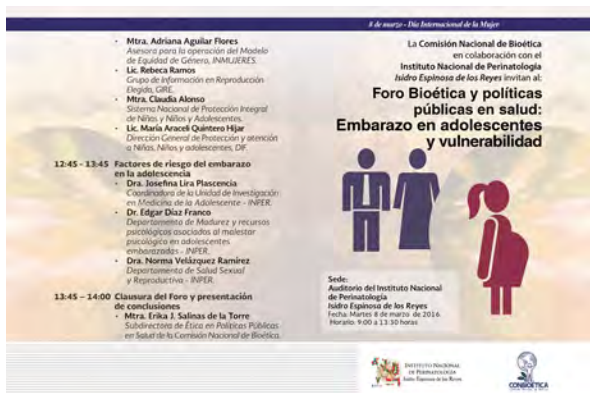 · Mtra. Adriana Aguilar Flores
Asesora para la operación del Modelo
de Equidad de Género, INMUJERES.
· Lic. Rebeca Ramos
Grupo de Información en Reproducción
Elegida, GIRE.
· Mtra. Claudia Alonso
Sistema Nacional de Protección Integral
de Niñas y Niños y Adolescentes.
· Lic. María Araceli Quintero Hijar
Dirección General de Protección y atención
a Niñas, Niños y adolescentes, DIF.
12:45 - 13:45 Factores de riesgo del embarazo
en la adolescencia
· Dra. Josefina Lira Plascencia
Coordinadora de la Unidad de Investigación
en Medicina de la Adolescente - INPER.
· Dr. Edgar Díaz Franco
Departamento de Madurez y recursos
psicológicos asociados al malestar
psicológico en adolescentes
embarazadas - INPER.
· Dra. Norma Velázquez Ramírez
Departamento de Salud Sexual
y Reproductiva - INPER.
13:45 – 14:00 Clausura del Foro y presentación
de conclusiones
· Mtra. Erika J. Salinas de la Torre
Subdirectora de Ética en Políticas Públicas
en Salud de la Comisión Nacional de Bioética.
8 de marzo - Día Internacional de la Mujer
La Comisión Nacional de Bioética
en colaboración con el
Instituto Nacional de Perinatología
Isidro Espinosa de los Reyes invitan al:
Foro Bioética y políticas
públicas en salud:
Embarazo en adolescentes
y vulnerabilidad
Sede:
Auditorio del Instituto Nacional
de Perinatología
Isidro Espinosa de los Reyes
Fecha: Martes 8 de marzo de 2016
Horario: 9:00 a 13:30 horas
INSTITUTO NACIONAL
DE PERINATOLOGÍA
Isidro Espinosa de los Reyes
CONBIOÉTICA